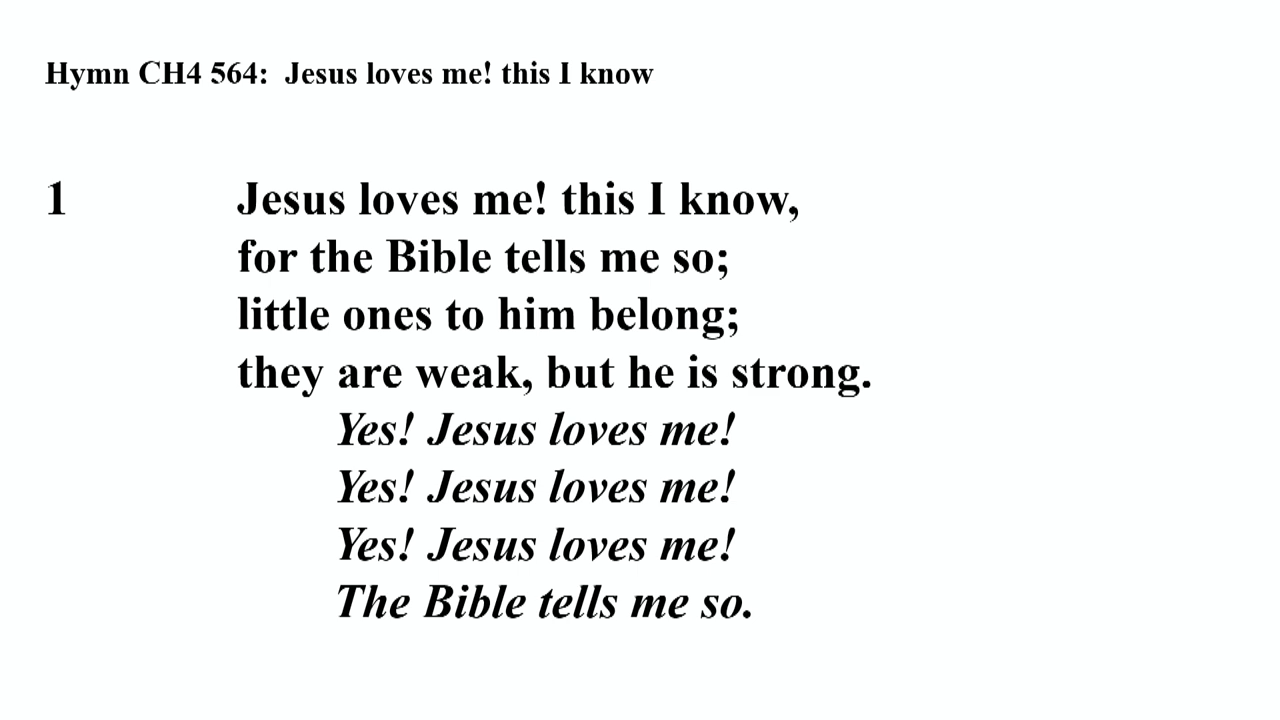 Hymn CH4 564:  Jesus loves me! this I know
1 Jesus loves me! this I know,
for the Bible tells me so;
little ones to him belong;
they are weak, but he is strong.
Yes! Jesus loves me!
Yes! Jesus loves me!
Yes! Jesus loves me!
The Bible tells me so.